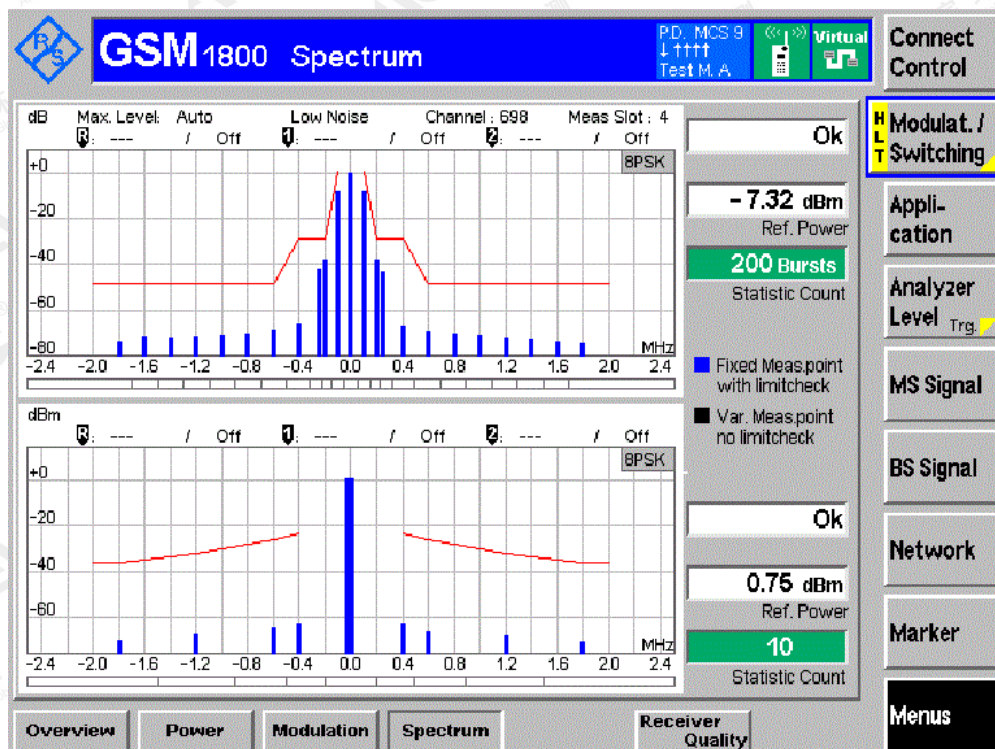 R/S
GSM 1800 Spectrum
P.D. MCS 9
↓ ↑↑↑↑
Test M. A.
Virtual
Connect Control
dB Max. Level: Auto Low Noise Channel : 698 Meas Slot : 4
R: --- / Off 1: --- / Off 2: --- / Off
8PSK
+0
-20
-40
-60
-80
MHz
-2.4 -2.0 -1.6 -1.2 -0.8 -0.4 0.0 0.4 0.8 1.2 1.6 2.0 2.4
Ok
-7.32 dBm
Ref. Power
200 Bursts
Statistic Count
Fixed Meas.point
with limitcheck
Var. Meas.point
no limitcheck
dBm
R: --- / Off 1: --- / Off 2: --- / Off
8PSK
+0
-20
-40
-60
MHz
-2.4 -2.0 -1.6 -1.2 -0.8 -0.4 0.0 0.4 0.8 1.2 1.6 2.0 2.4
Ok
0.75 dBm
Ref. Power
10
Statistic Count
HLT
Modulat. /
Switching
Appli-
cation
Analyzer
Level Trg.
MS Signal
BS Signal
Network
Marker
Menus
Overview Power Modulation Spectrum Receiver
Quality